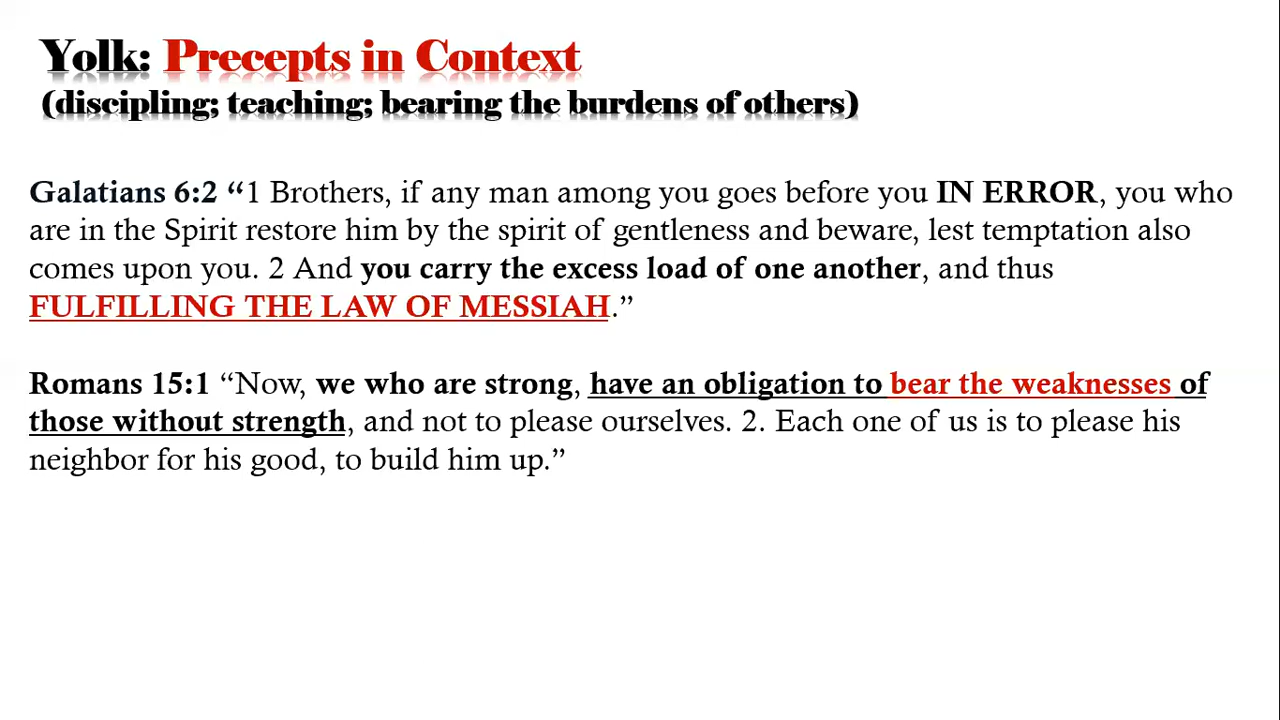 Yolk: Precepts in Context
(discipling; teaching; bearing the burdens of others)
Galatians 6:2 “1 Brothers, if any man among you goes before you IN ERROR, you who
are in the Spirit restore him by the spirit of gentleness and beware, lest temptation also
comes upon you. 2 And you carry the excess load of one another, and thus
FULFILLING THE LAW OF MESSIAH.”
Romans 15:1 “Now, we who are strong, have an obligation to bear the weaknesses of
those without strength, and not to please ourselves. 2. Each one of us is to please his
neighbor for his good, to build him up.”